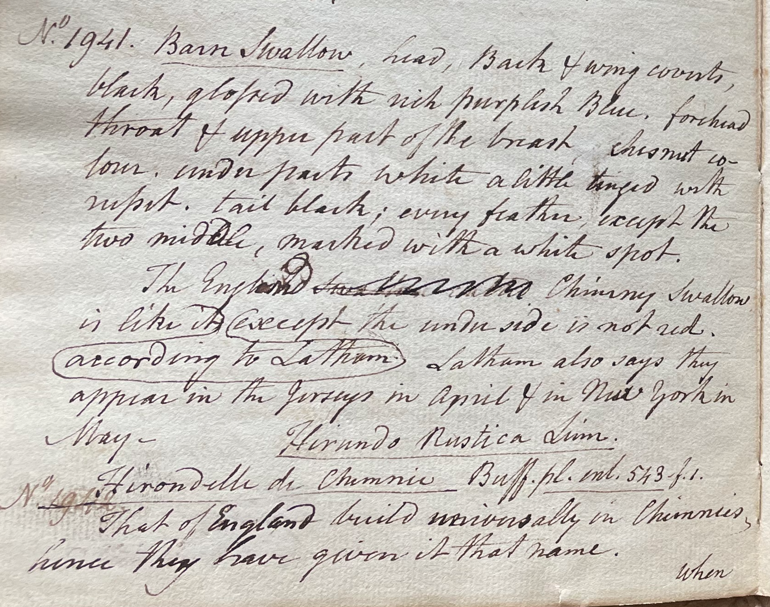 No. 1941. Barn Swallow, head, Back & wing coverts,
black, glossed with rich purplish Blue. forehead
throat & upper part of the breast chesnut co-
lour. under parts white a little tinged with
russet. tail black; every feather except the
two middle, marked with a white spot.
The England Chimney Swallow
is like it except the under side is not red.
according to Latham. Latham also says they
appear in the Jerseys in April & in New York in
May-
Hirundo Rustica Linn.
Hirondelle de Chemnie Buff. pl. enl. 543. f. 1.
No. 1942
That of England build universally in Chimnies,
hence they have given it that name.
when